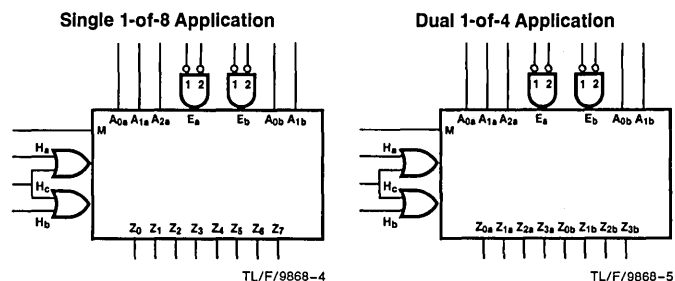 Single 1-of-8 Application
1 2 1 2
A0a A1a A2a Ea Eb A0b A1b
M
Ha
Hc
Hb
Z0 Z1 Z2 Z3 Z4 Z5 Z6 Z7
TL/F/9868-4
Dual 1-of-4 Application
1 2 1 2
A0a A1a A2a Ea Eb A0b A1b
M
Ha
Hc
Hb
Z0a Z1a Z2a Z3a Z0b Z1b Z2b Z3b
TL/F/9868-5